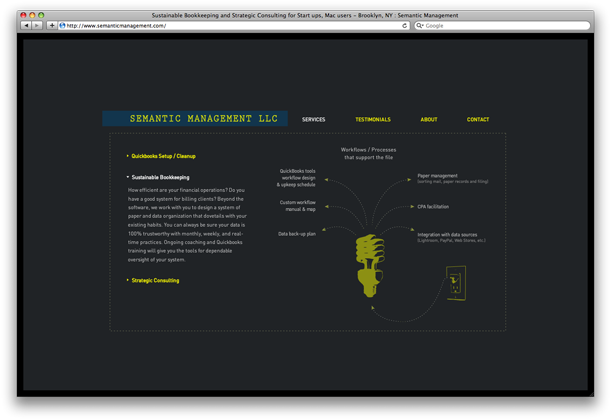 Sustainable Bookkeeping and Strategic Consulting for Start ups, Mac users – Brooklyn, NY : Semantic Management
http://www.semanticmanagement.com/
Google
SEMANTIC MANAGEMENT LLC
SERVICES
TESTIMONIALS
ABOUT
CONTACT
Quickbooks Setup / Cleanup
Sustainable Bookkeeping
How efficient are your financial operations? Do you
have a good system for billing clients? Beyond the
software, we work with you to design a system of
paper and data organization that dovetails with your
existing habits. You can always be sure your data is
100% trustworthy with monthly, weekly, and real-
time practices. Ongoing coaching and Quickbooks
training will give you the tools for dependable
oversight of your system.
Strategic Consulting
Workflows / Processes
that support the file
QuickBooks tools
workflow design
& upkeep schedule
Custom workflow
manual & map
Data back-up plan
Paper management
(sorting mail, paper records and filing)
CPA facilitation
Integration with data sources
(Lightroom, PayPal, Web Stores, etc.)